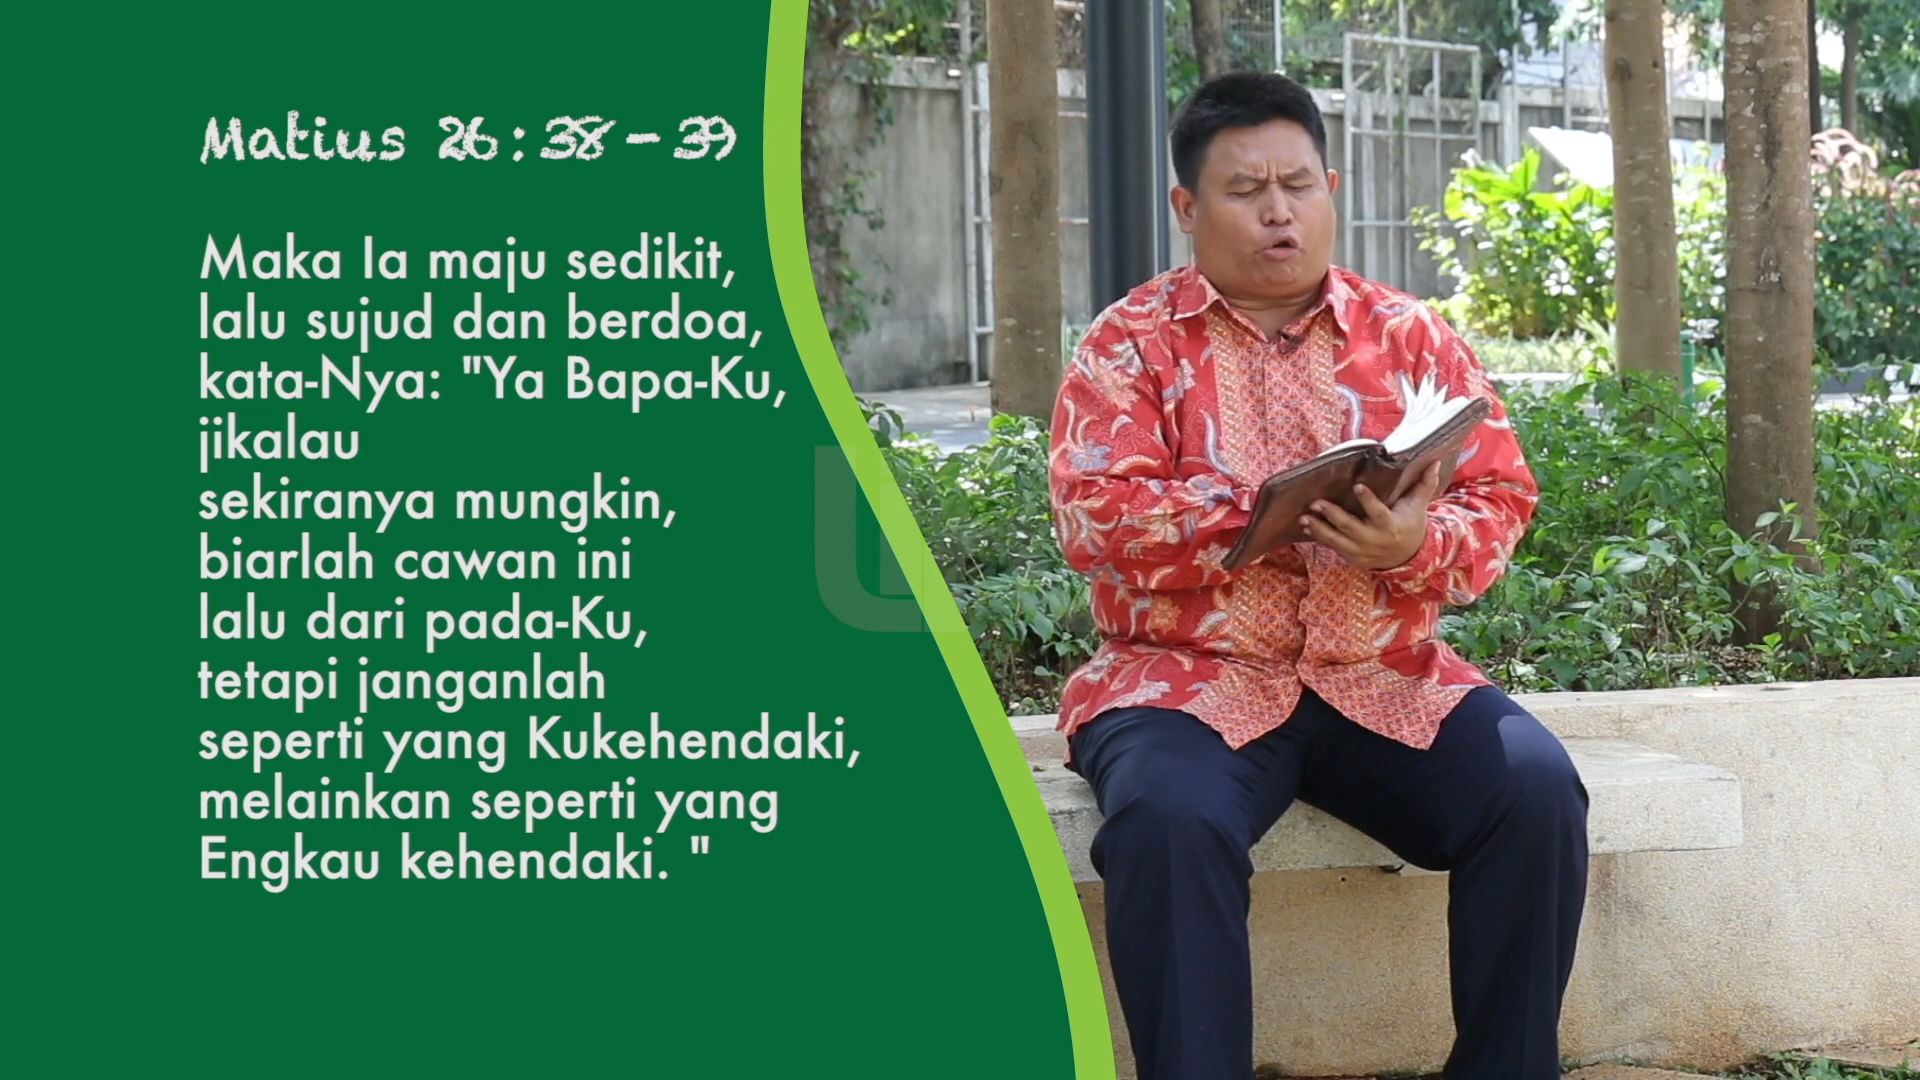 Matius 26:38-39
Maka Ia maju sedikit,
lalu sujud dan berdoa,
kata-Nya: "Ya Bapa-Ku,
jikalau
sekiranya mungkin,
biarlah cawan ini
lalu dari pada-Ku,
tetapi janganlah
seperti yang Kukehendaki,
melainkan seperti yang
Engkau kehendaki. "